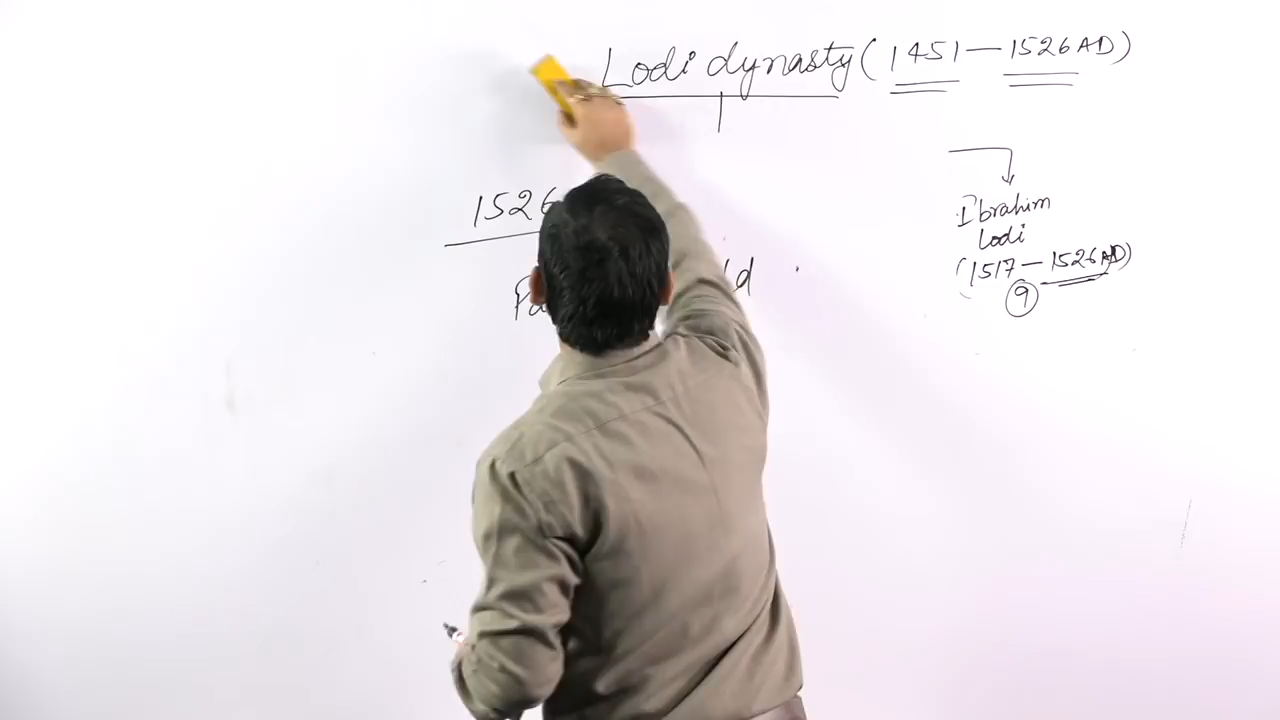 Lodi dynasty (1451 — 1526 AD)
1526
Ibrahim
Lodi
(1517 — 1526 AD)
9